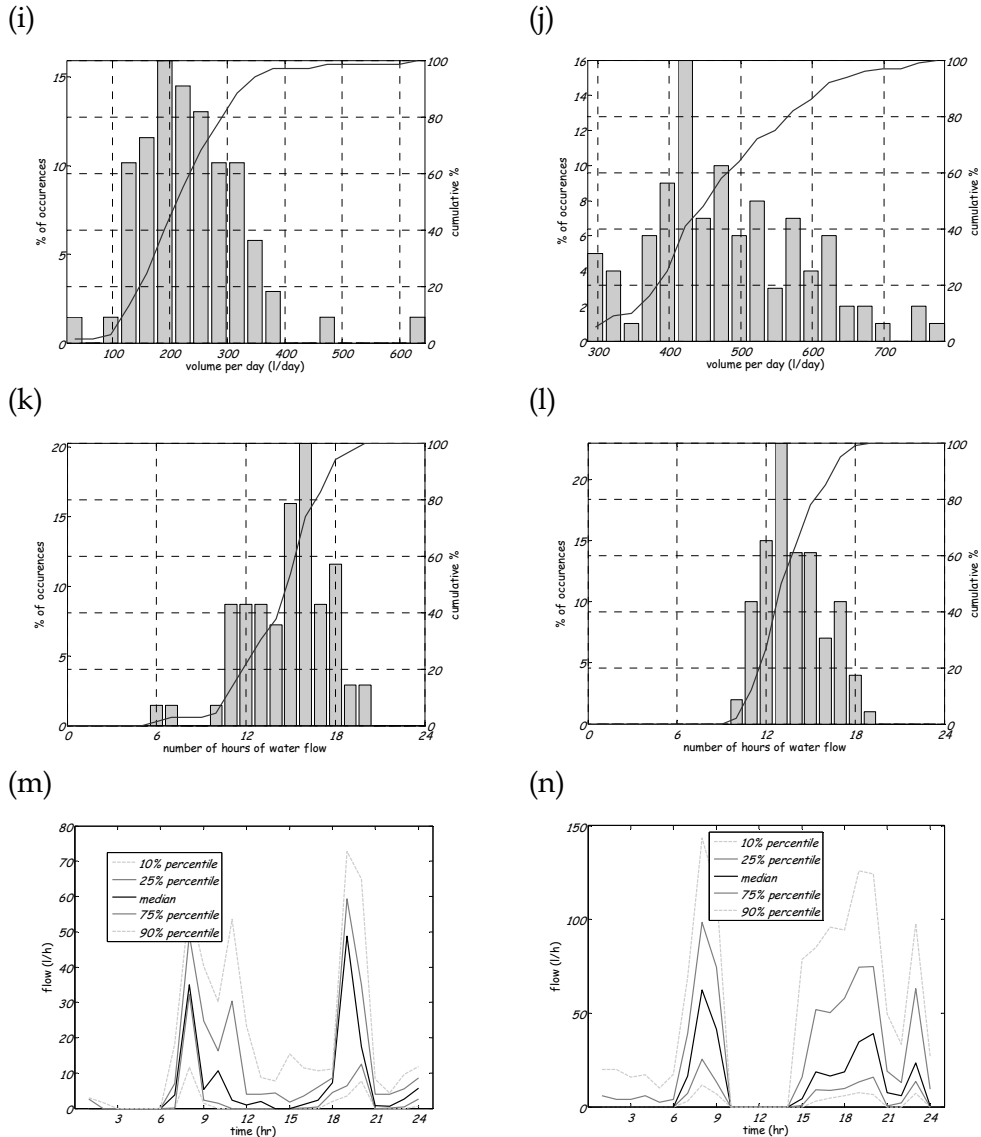 (i)
(j)
15
10
5
0
% of occurences
100
80
60
40
20
0
cumulative %
100 200 300 400 500 600
volume per day (l/day)
16
14
12
10
8
6
4
2
0
% of occurences
100
80
60
40
20
0
cumulative %
300 400 500 600 700
volume per day (l/day)
(k)
(l)
20
15
10
5
0
% of occurences
100
80
60
40
20
0
cumulative %
0 6 12 18 24
number of hours of water flow
20
15
10
5
0
% of occurences
100
80
60
40
20
0
cumulative %
0 6 12 18 24
number of hours of water flow
(m)
(n)
80
70
60
50
40
30
20
10
0
flow (l/h)
10% percentile
25% percentile
median
75% percentile
90% percentile
3 6 9 12 15 18 21 24
time (hr)
150
100
50
0
flow (l/h)
10% percentile
25% percentile
median
75% percentile
90% percentile
3 6 9 12 15 18 21 24
time (hr)